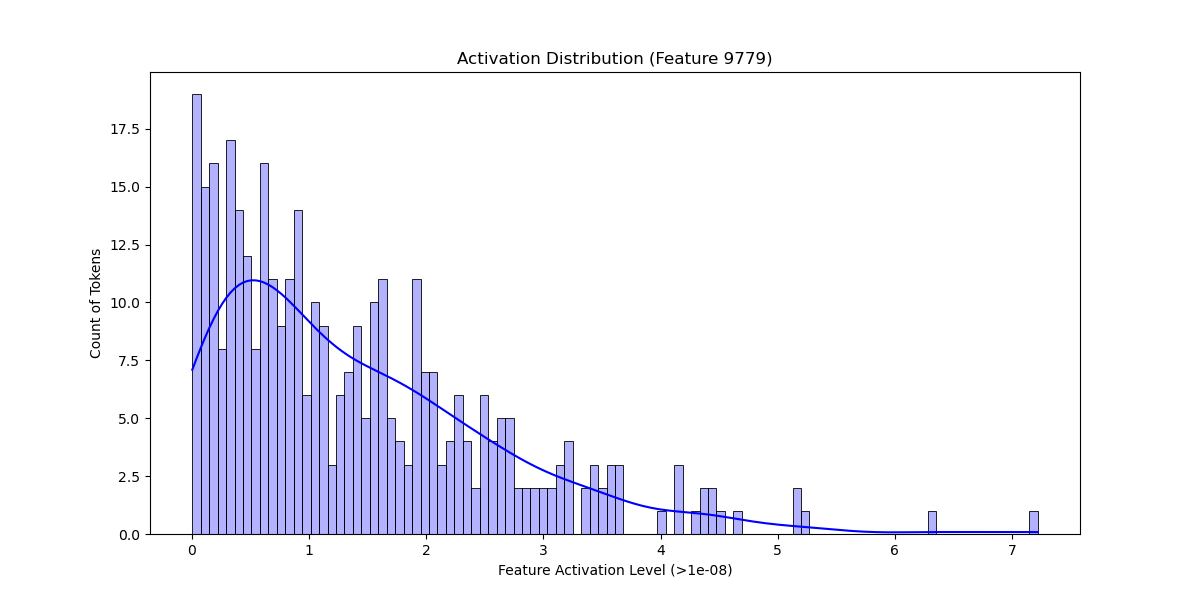 Activation Distribution (Feature 9779)
17.5
15.0
12.5
10.0
7.5
5.0
2.5
0.0
Count of Tokens
0 1 2 3 4 5 6 7
Feature Activation Level (>1e-08)